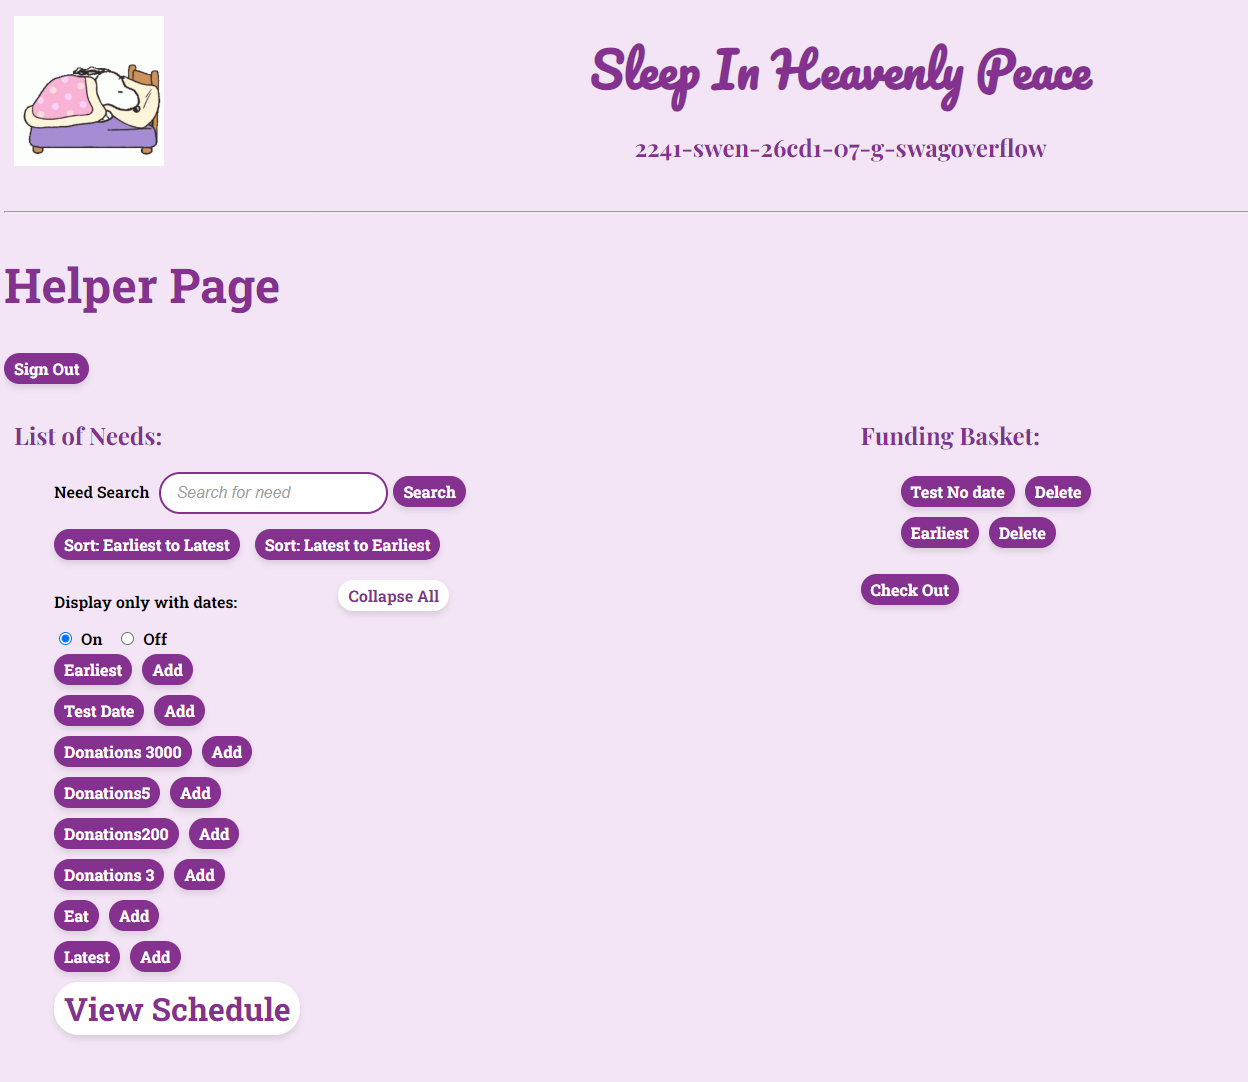 Sleep In Heavenly Peace
2241-swen-26cd1-07-g-swagoverflow
Helper Page
Sign Out
List of Needs:
Need Search Search for need Search
Sort: Earliest to Latest Sort: Latest to Earliest
Display only with dates: Collapse All
On Off
Earliest Add
Test Date Add
Donations 3000 Add
Donations5 Add
Donations200 Add
Donations 3 Add
Eat Add
Latest Add
View Schedule
Funding Basket:
Test No date Delete
Earliest Delete
Check Out